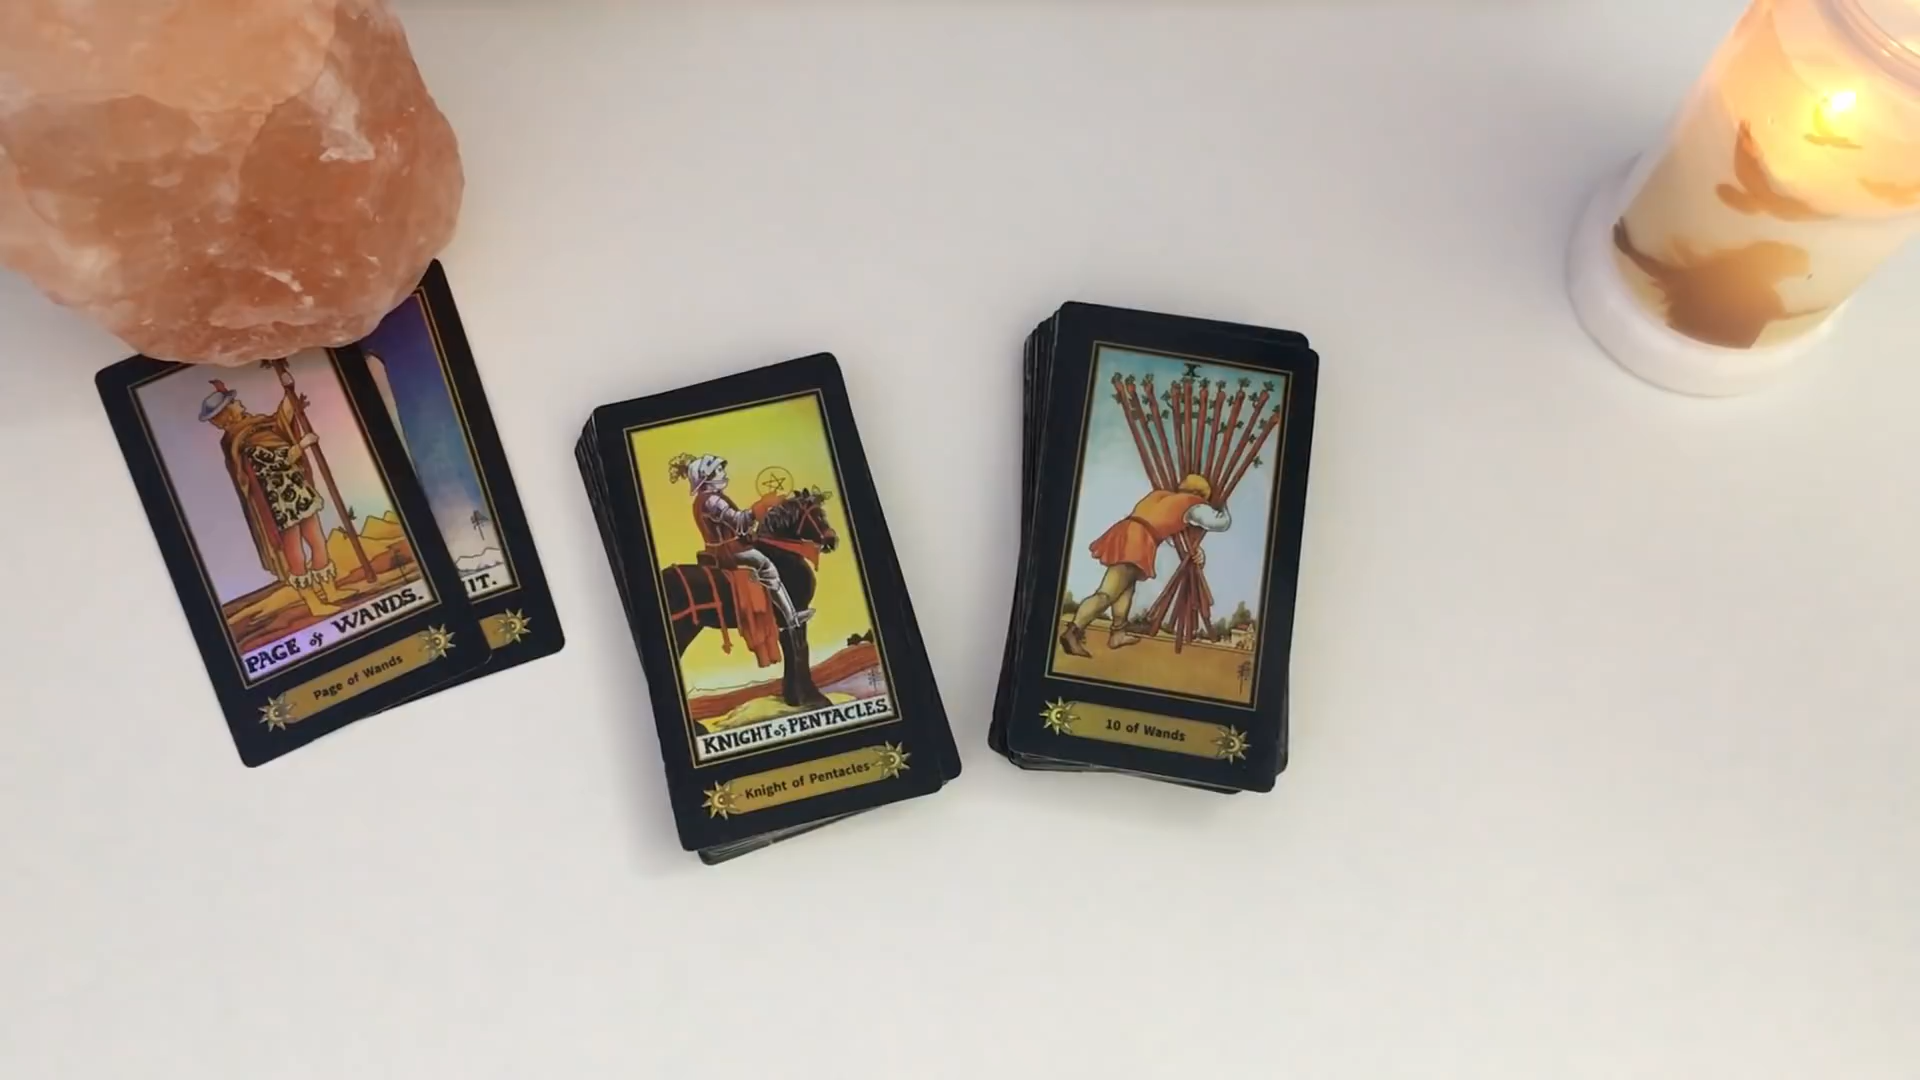 PAGE of WANDS.
Page of Wands
IT.
KNIGHT of PENTACLES.
Knight of Pentacles
X
10 of Wands